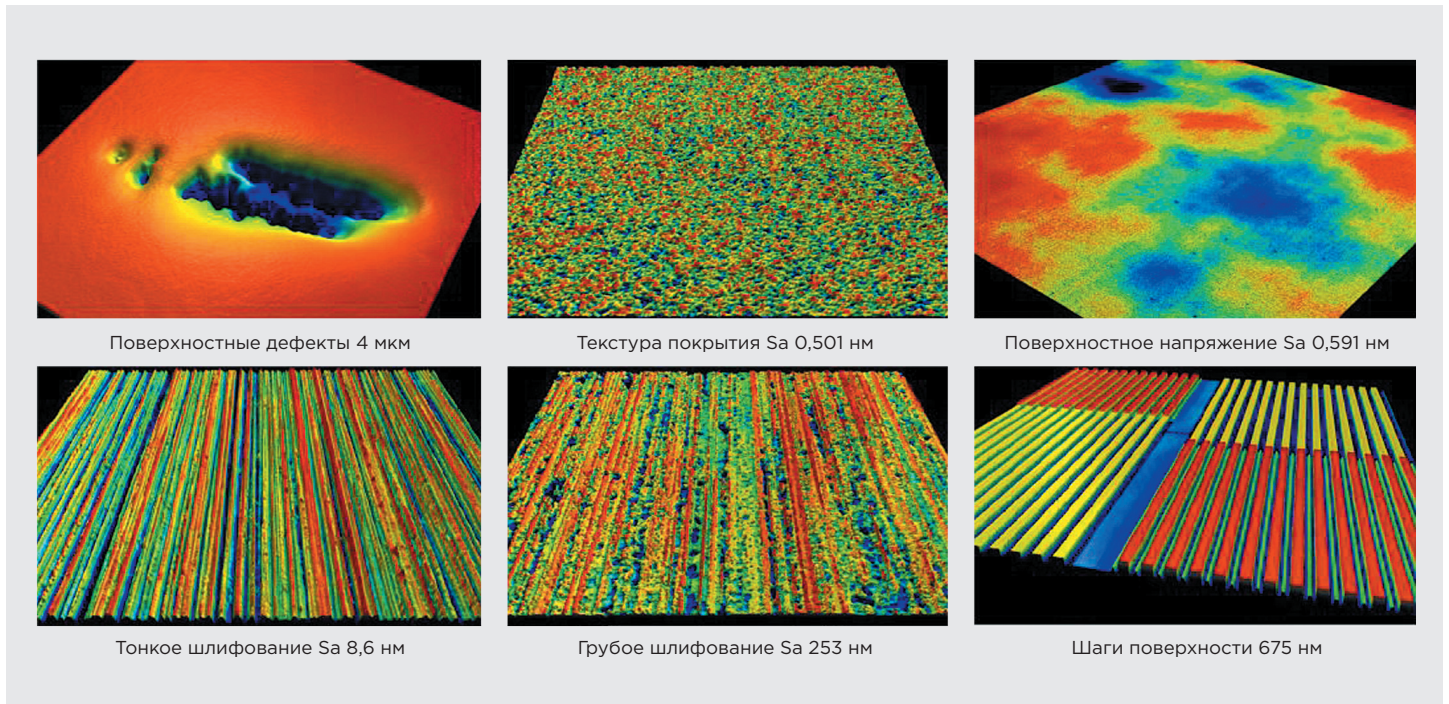 Поверхностные дефекты 4 мкм
Текстура покрытия Sa 0,501 нм
Поверхностное напряжение Sa 0,591 нм
Тонкое шлифование Sa 8,6 нм
Грубое шлифование Sa 253 нм
Шаги поверхности 675 нм